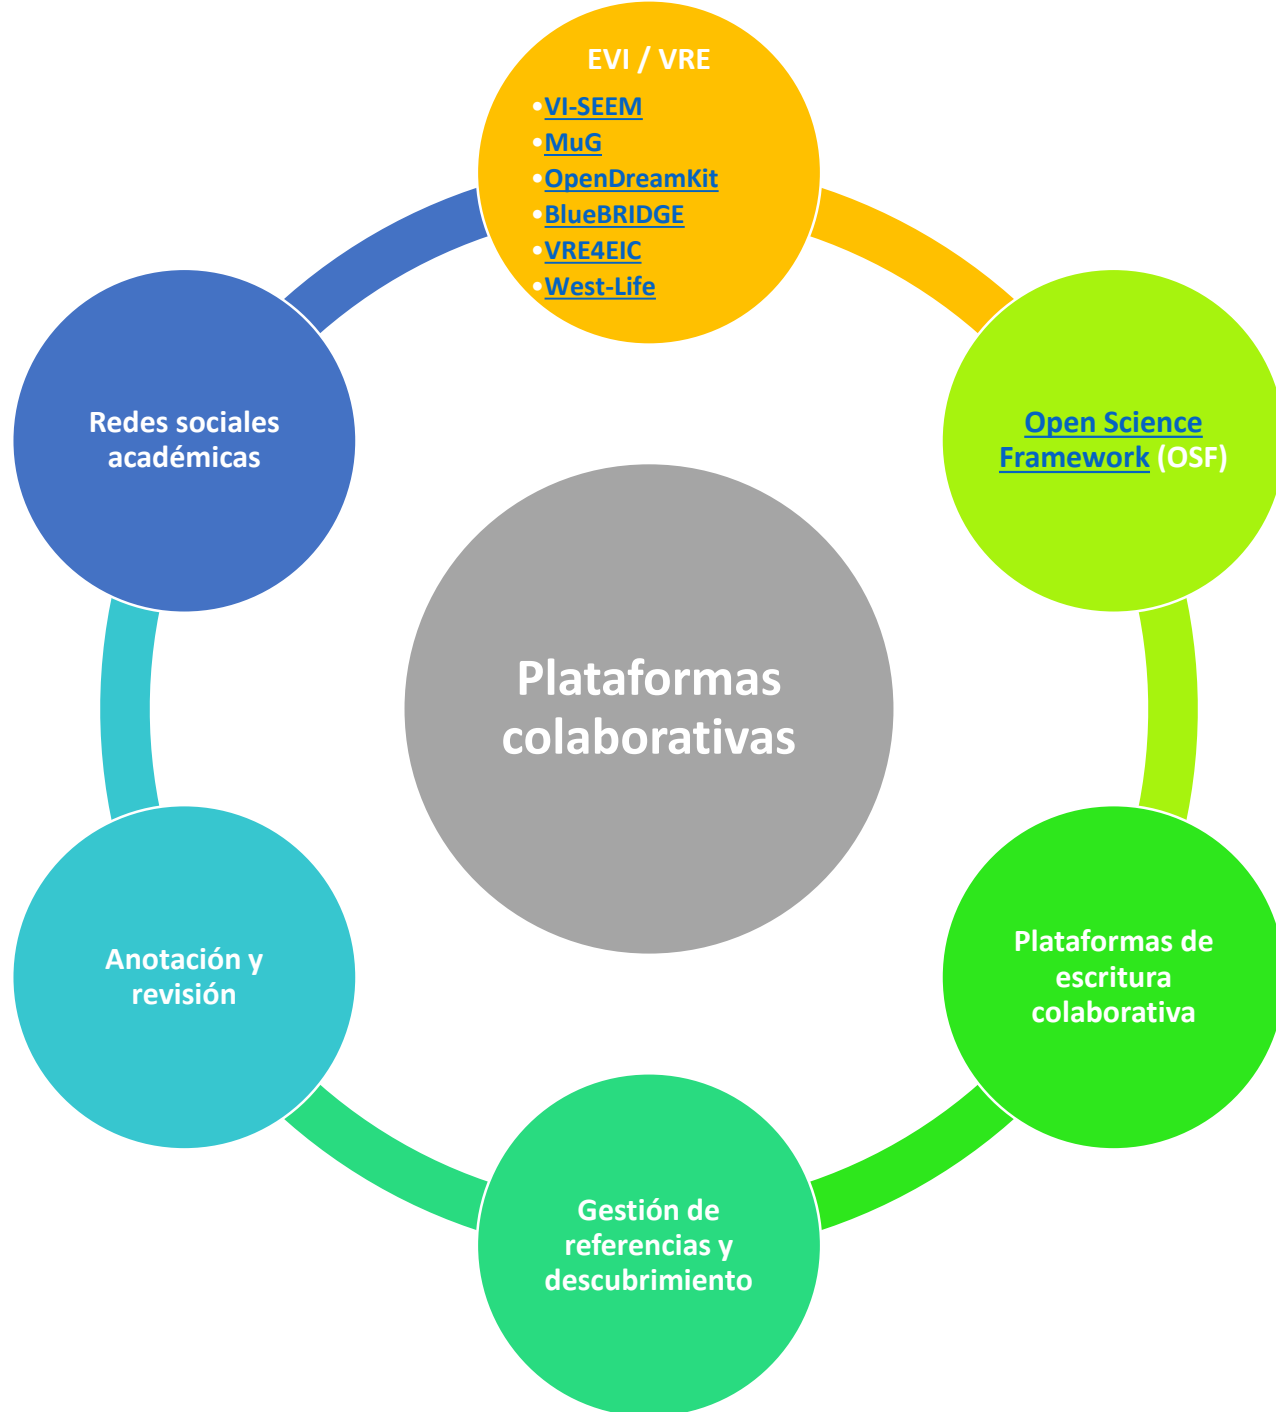 EVI / VRE
•VI-SEEM
•MuG
•OpenDreamKit
•BlueBRIDGE
•VRE4EIC
•West-Life
Open Science
Framework (OSF)
Plataformas de
escritura
colaborativa
Gestión de
referencias y
descubrimiento
Anotación y
revisión
Redes sociales
académicas
Plataformas
colaborativas